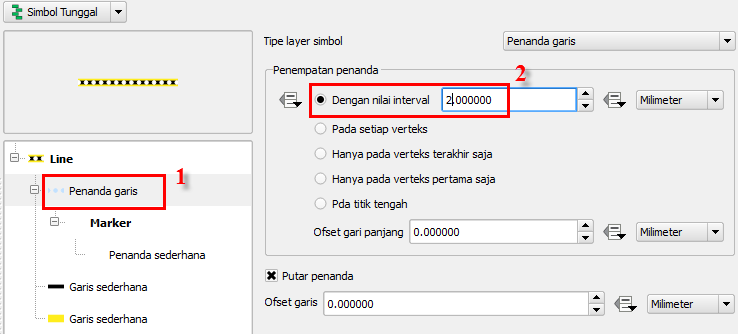 Simbol Tunggal
Tipe layer simbol
Penanda garis
Penempatan penanda
2
Dengan nilai interval
2.000000
Milimeter
Pada setiap verteks
Hanya pada verteks terakhir saja
Hanya pada verteks pertama saja
Pda titik tengah
Ofset gari panjang
0.000000
Milimeter
Putar penanda
Ofset garis
0.000000
Milimeter
Line
Penanda garis
1
Marker
Penanda sederhana
Garis sederhana
Garis sederhana